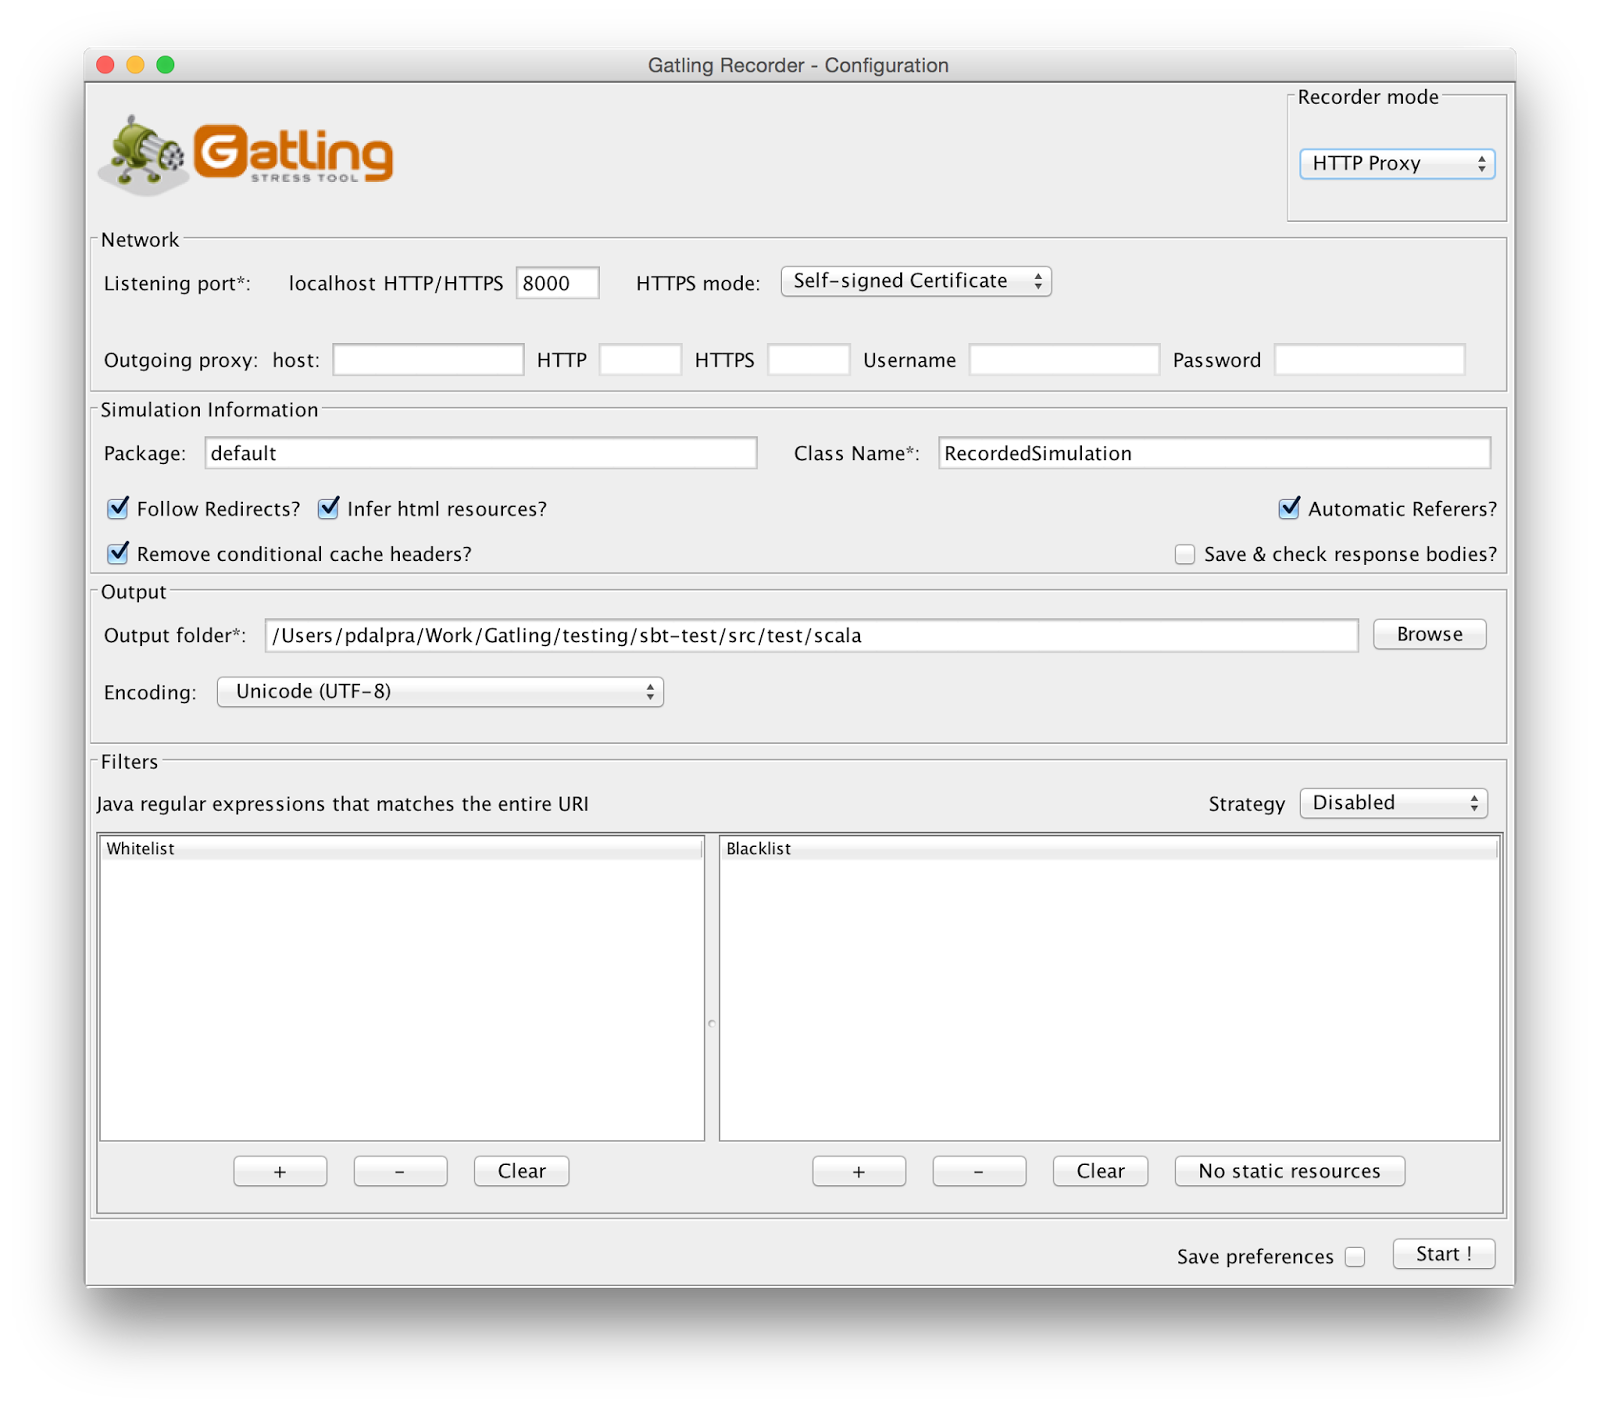 Gatling Recorder - Configuration
Gatling
STRESS TOOL
Recorder mode
HTTP Proxy
Network
Listening port*: localhost HTTP/HTTPS 8000 HTTPS mode: Self-signed Certificate
Outgoing proxy: host: HTTP HTTPS Username Password
Simulation Information
Package: default Class Name*: RecordedSimulation
Follow Redirects? Infer html resources? Automatic Referers?
Remove conditional cache headers? Save & check response bodies?
Output
Output folder*: /Users/pdalpra/Work/Gatling/testing/sbt-test/src/test/scala Browse
Encoding: Unicode (UTF-8)
Filters
Java regular expressions that matches the entire URI Strategy Disabled
Whitelist Blacklist
+ - Clear + - Clear No static resources
Save preferences Start !